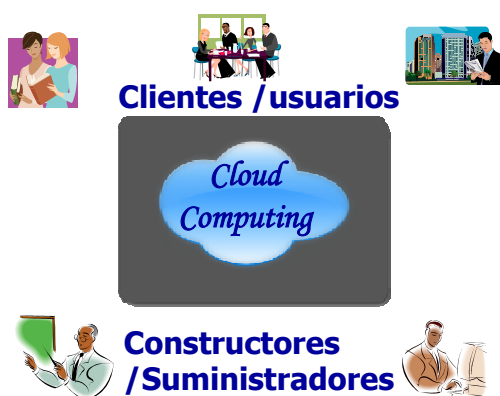 Clientes /usuarios
Cloud
Computing
Constructores
/Suministradores